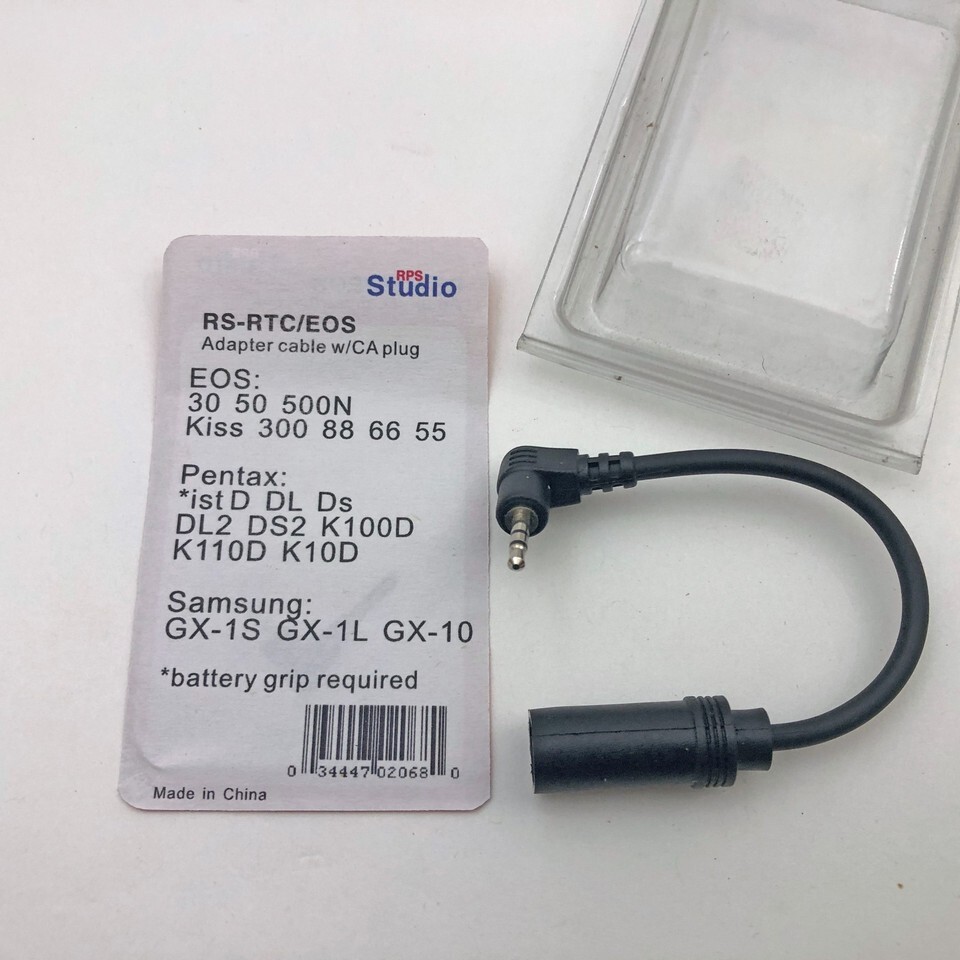 RPS
Studio
RS-RTC/EOS
Adapter cable w/CA plug
EOS:
30 50 500N
Kiss 300 88 66 55
Pentax:
*ist D DL Ds
DL2 DS2 K100D
K110D K10D
Samsung:
GX-1S GX-1L GX-10
*battery grip required
0 34447 02068 0
Made in China